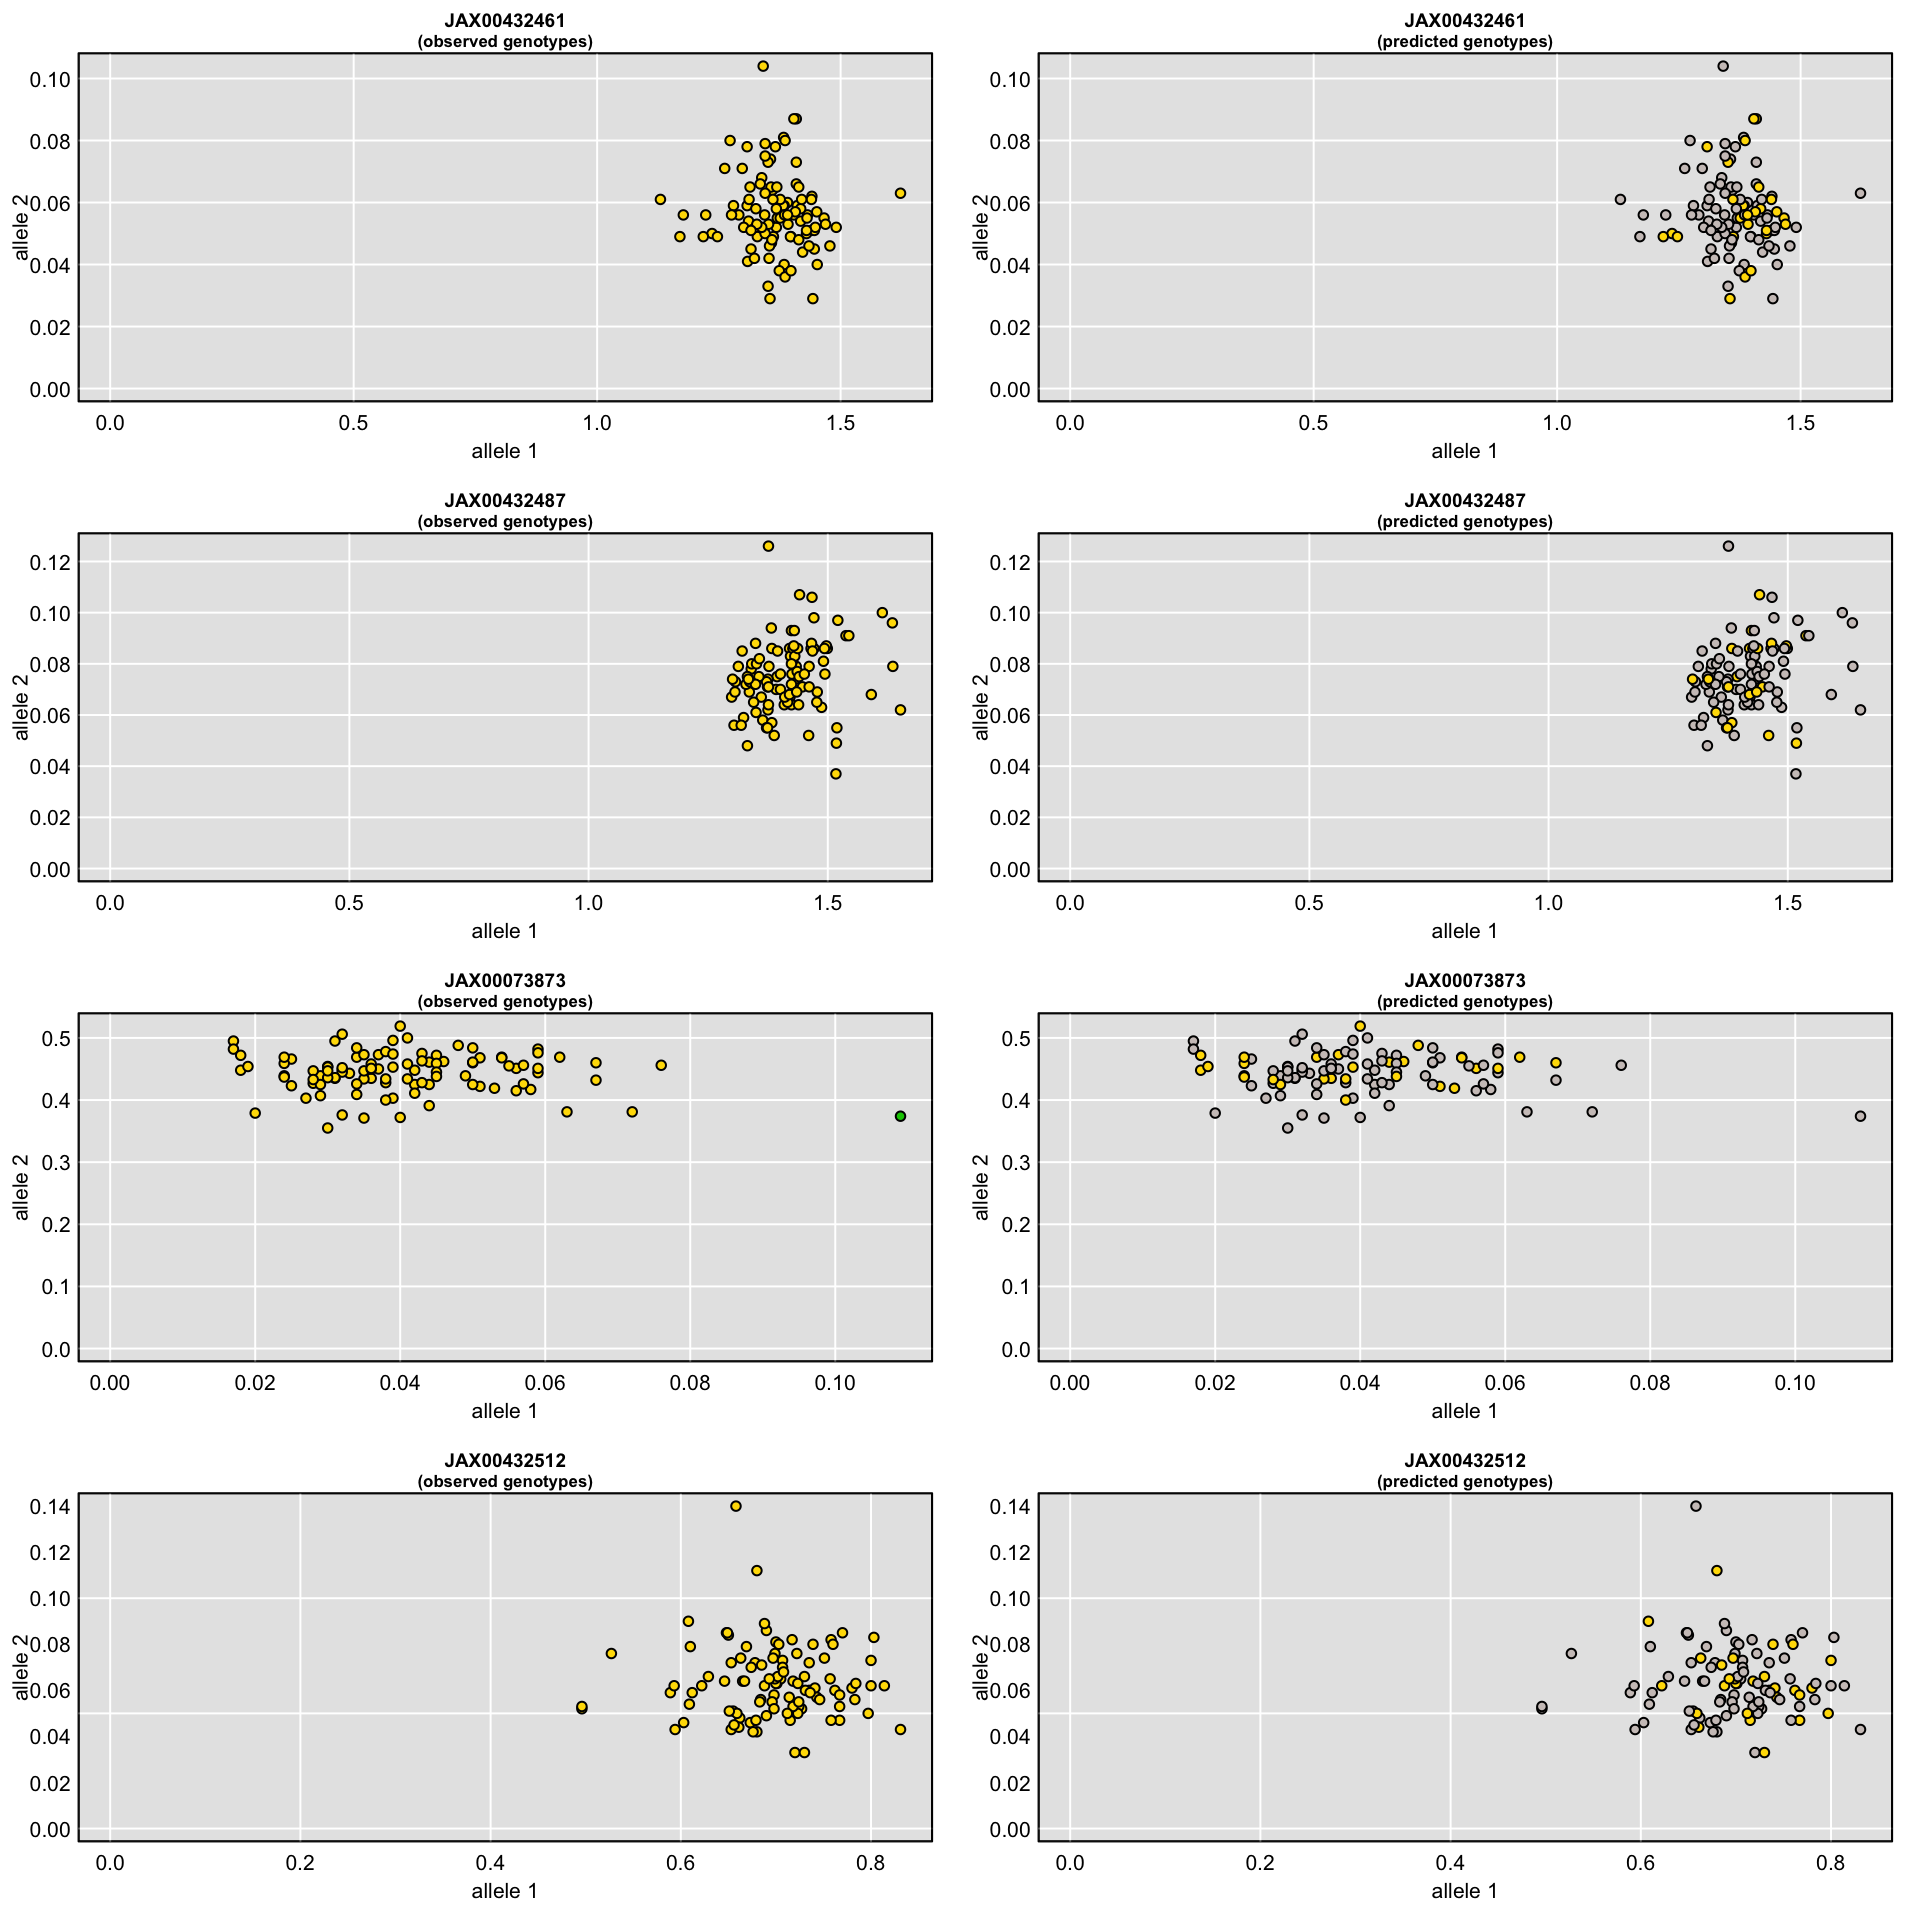 JAX00432461
(observed genotypes)
allele 2
0.10
0.08
0.06
0.04
0.02
0.00
0.0 0.5 1.0 1.5
allele 1
JAX00432461
(predicted genotypes)
allele 2
0.10
0.08
0.06
0.04
0.02
0.00
0.0 0.5 1.0 1.5
allele 1
JAX00432487
(observed genotypes)
allele 2
0.12
0.10
0.08
0.06
0.04
0.02
0.00
0.0 0.5 1.0 1.5
allele 1
JAX00432487
(predicted genotypes)
allele 2
0.12
0.10
0.08
0.06
0.04
0.02
0.00
0.0 0.5 1.0 1.5
allele 1
JAX00073873
(observed genotypes)
allele 2
0.5
0.4
0.3
0.2
0.1
0.0
0.00 0.02 0.04 0.06 0.08 0.10
allele 1
JAX00073873
(predicted genotypes)
allele 2
0.5
0.4
0.3
0.2
0.1
0.0
0.00 0.02 0.04 0.06 0.08 0.10
allele 1
JAX00432512
(observed genotypes)
allele 2
0.14
0.12
0.10
0.08
0.06
0.04
0.02
0.00
0.0 0.2 0.4 0.6 0.8
allele 1
JAX00432512
(predicted genotypes)
allele 2
0.14
0.12
0.10
0.08
0.06
0.04
0.02
0.00
0.0 0.2 0.4 0.6 0.8
allele 1